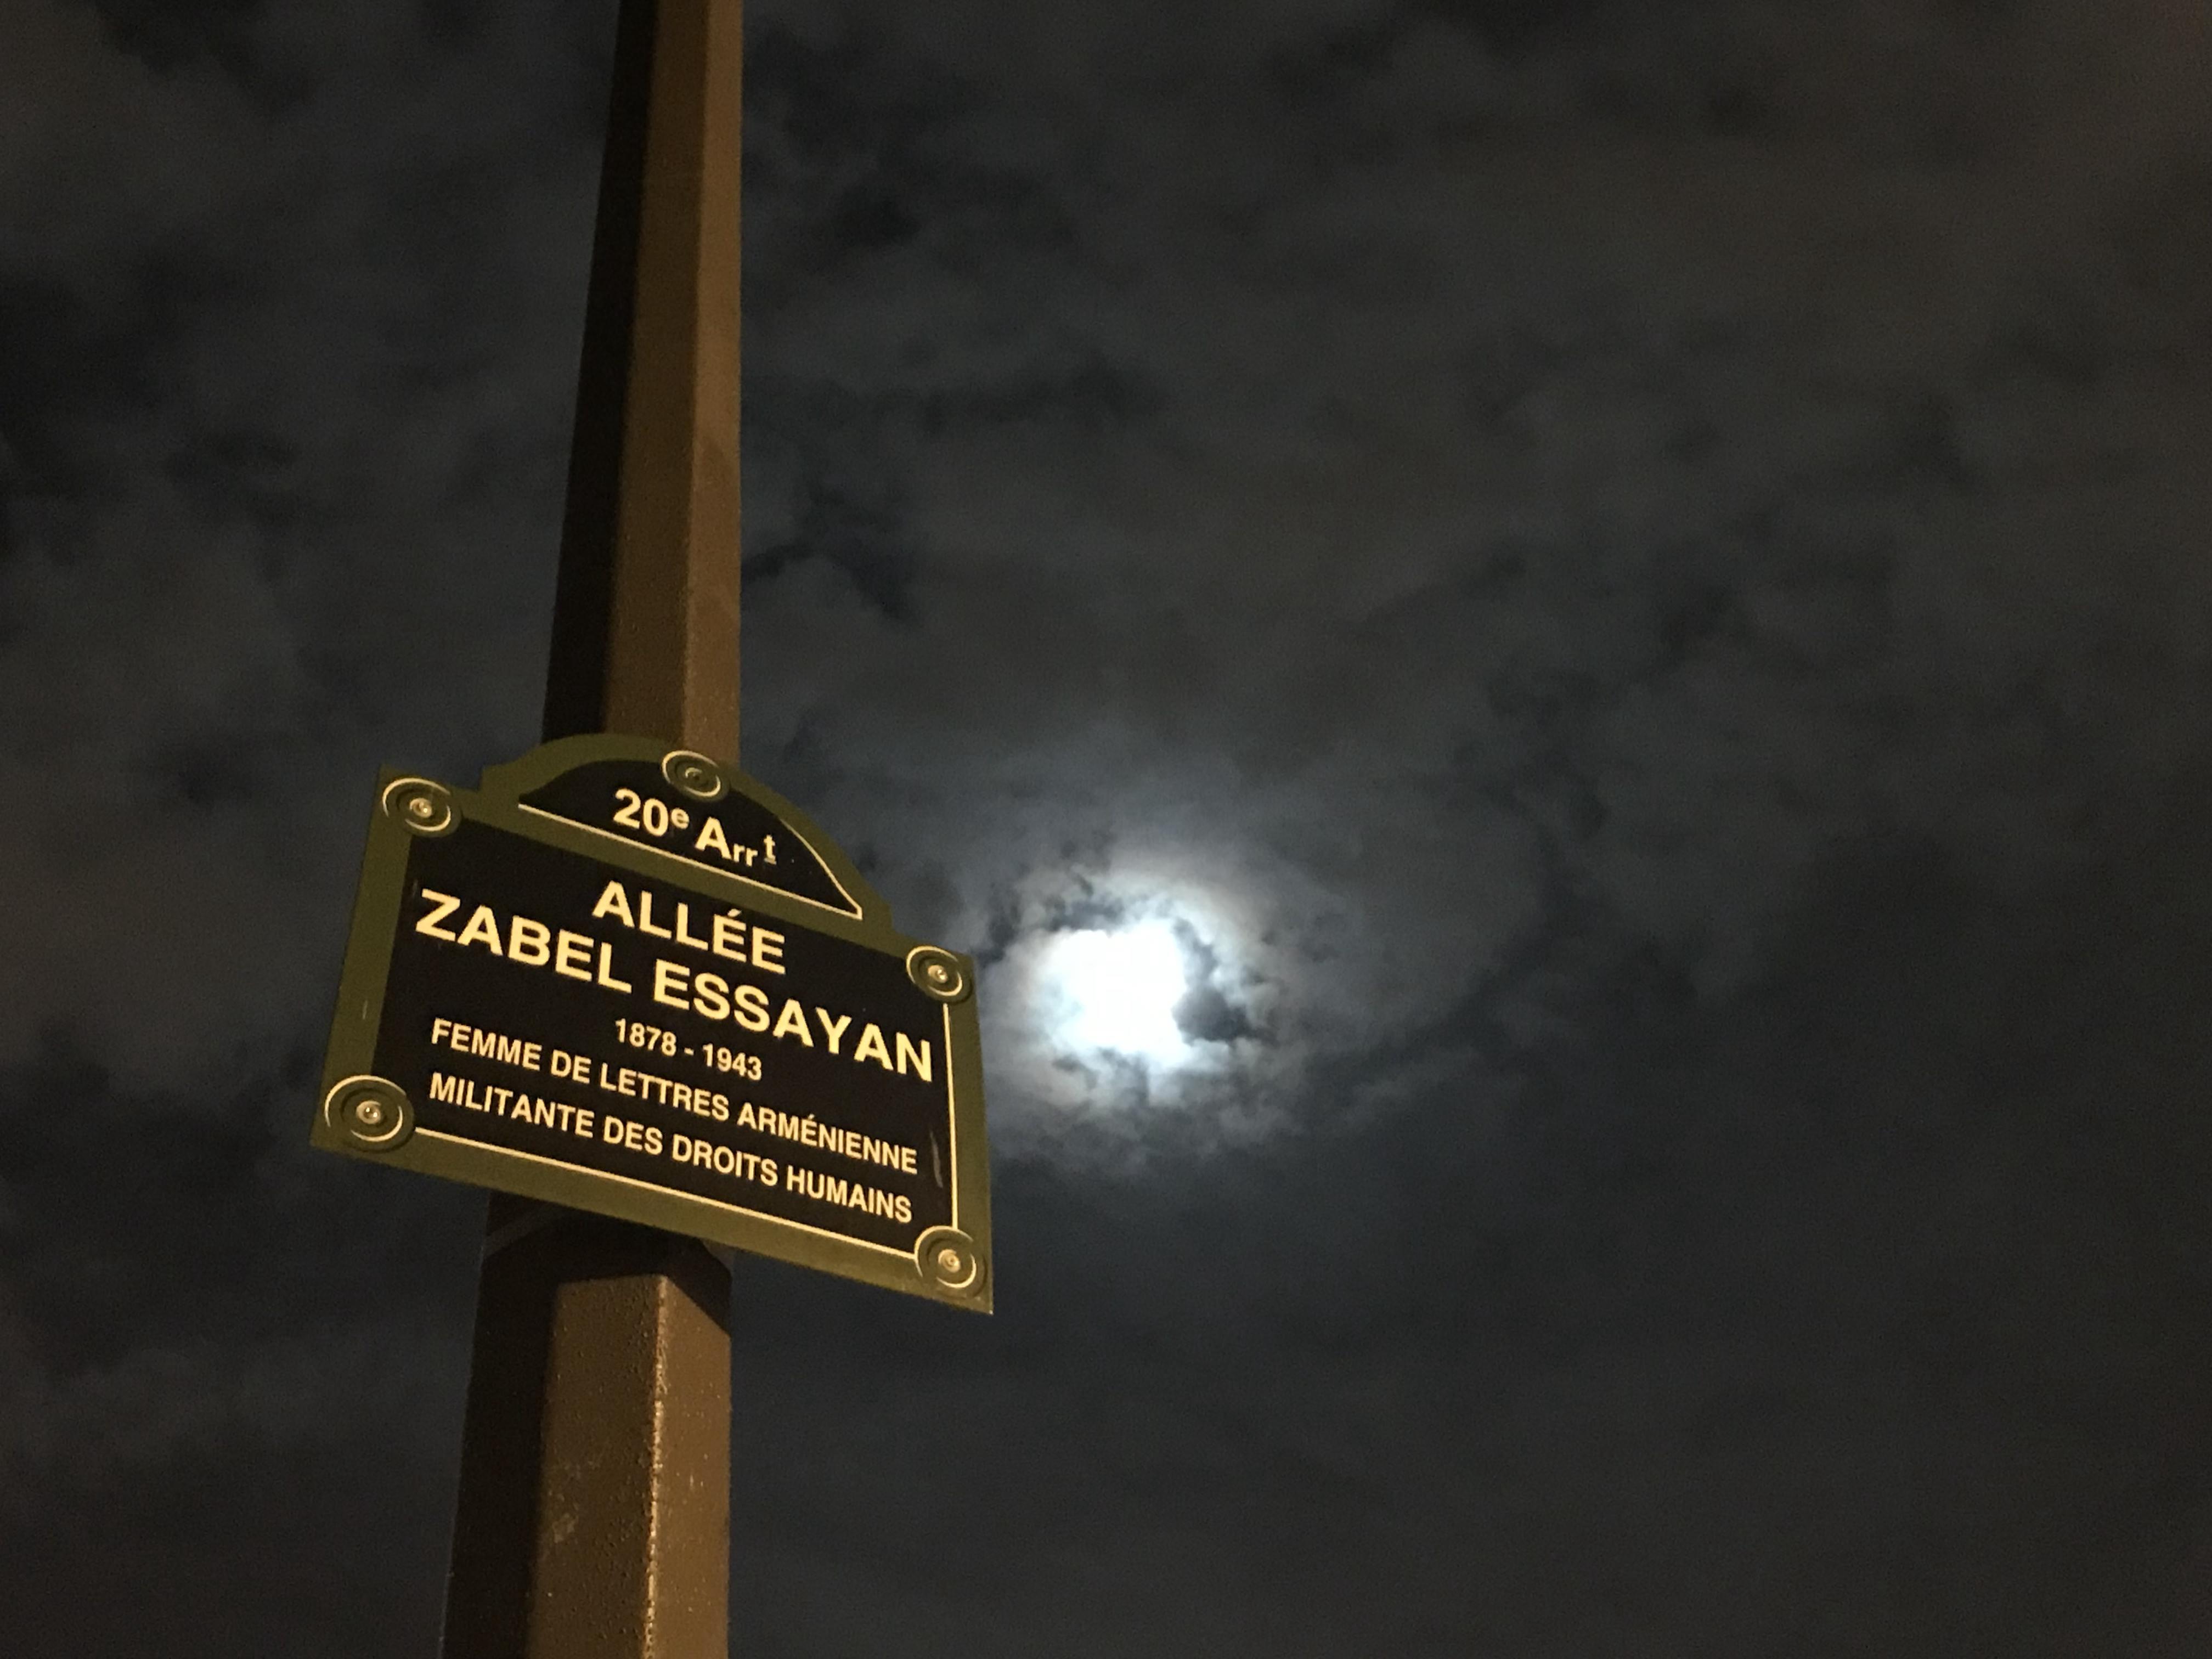 20e Arrt
ALLÉE
ZABEL ESSAYAN
1878 - 1943
FEMME DE LETTRES ARMÉNIENNE
MILITANTE DES DROITS HUMAINS